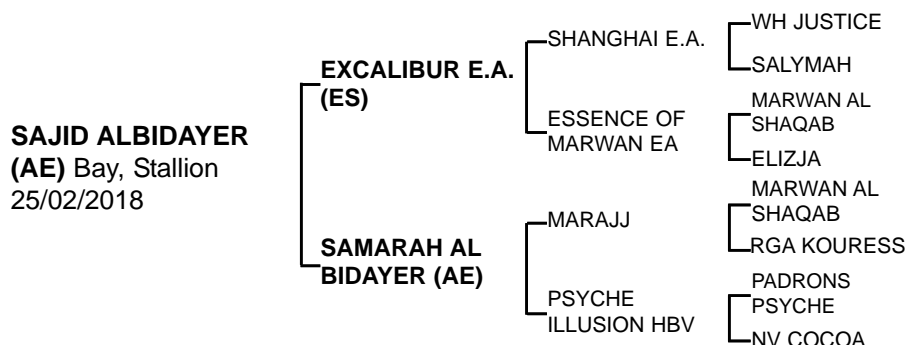 SAJID ALBIDAYER
(AE) Bay, Stallion
25/02/2018
EXCALIBUR E.A.
(ES)
SAMARAH AL
BIDAYER (AE)
SHANGHAI E.A.
ESSENCE OF
MARWAN EA
MARAJJ
PSYCHE
ILLUSION HBV
WH JUSTICE
SALYMAH
MARWAN AL
SHAQAB
ELIZJA
MARWAN AL
SHAQAB
RGA KOURESS
PADRONS
PSYCHE
NV COCOA